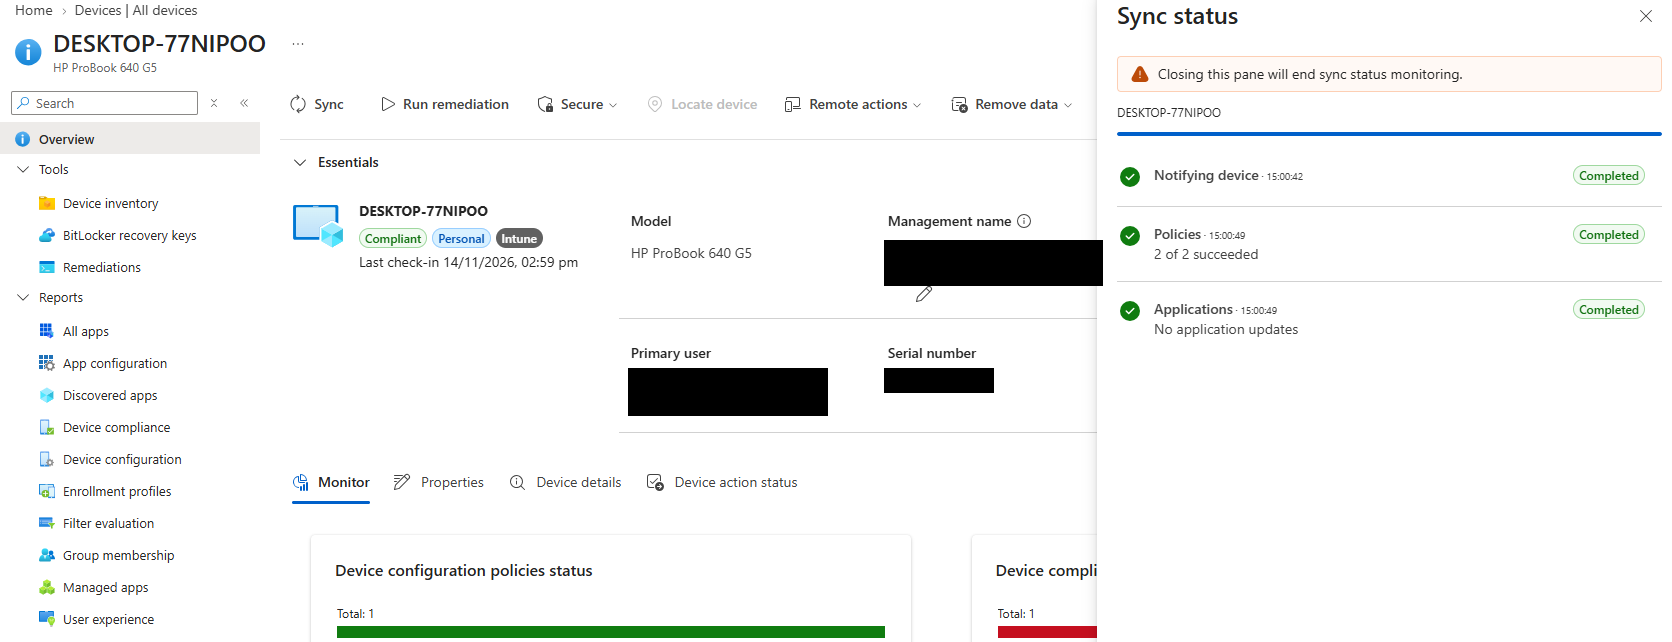 Home > Devices | All devices
DESKTOP-77NIPOO ...
HP ProBook 640 G5
Search
Overview
Tools
Device inventory
BitLocker recovery keys
Remediations
Reports
All apps
App configuration
Discovered apps
Device compliance
Device configuration
Enrollment profiles
Filter evaluation
Group membership
Managed apps
User experience
Sync Run remediation Secure Locate device Remote actions Remove data
Essentials
DESKTOP-77NIPOO
Compliant Personal Intune
Last check-in 14/11/2026, 02:59 pm
Model
HP ProBook 640 G5
Management name
Primary user
Serial number
Monitor Properties Device details Device action status
Device configuration policies status
Total: 1
Device compli
Total: 1
Sync status
Closing this pane will end sync status monitoring.
DESKTOP-77NIPOO
Notifying device · 15:00:42 Completed
Policies · 15:00:49 Completed
2 of 2 succeeded
Applications · 15:00:49 Completed
No application updates